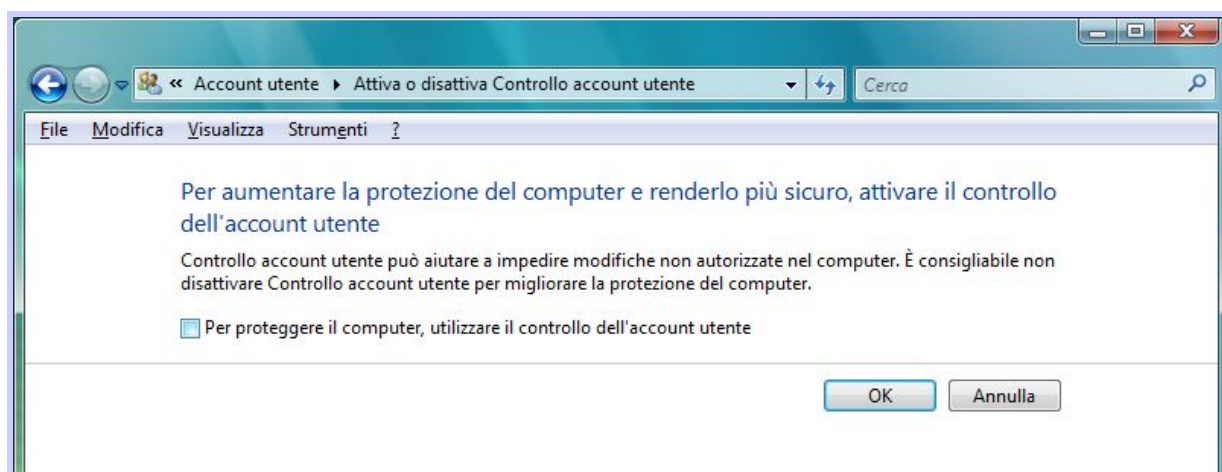 « Account utente ▸ Attiva o disattiva Controllo account utente
Cerca
File Modifica Visualizza Strumenti ?
Per aumentare la protezione del computer e renderlo più sicuro, attivare il controllo
dell'account utente
Controllo account utente può aiutare a impedire modifiche non autorizzate nel computer. È consigliabile non
disattivare Controllo account utente per migliorare la protezione del computer.
Per proteggere il computer, utilizzare il controllo dell'account utente
OK Annulla